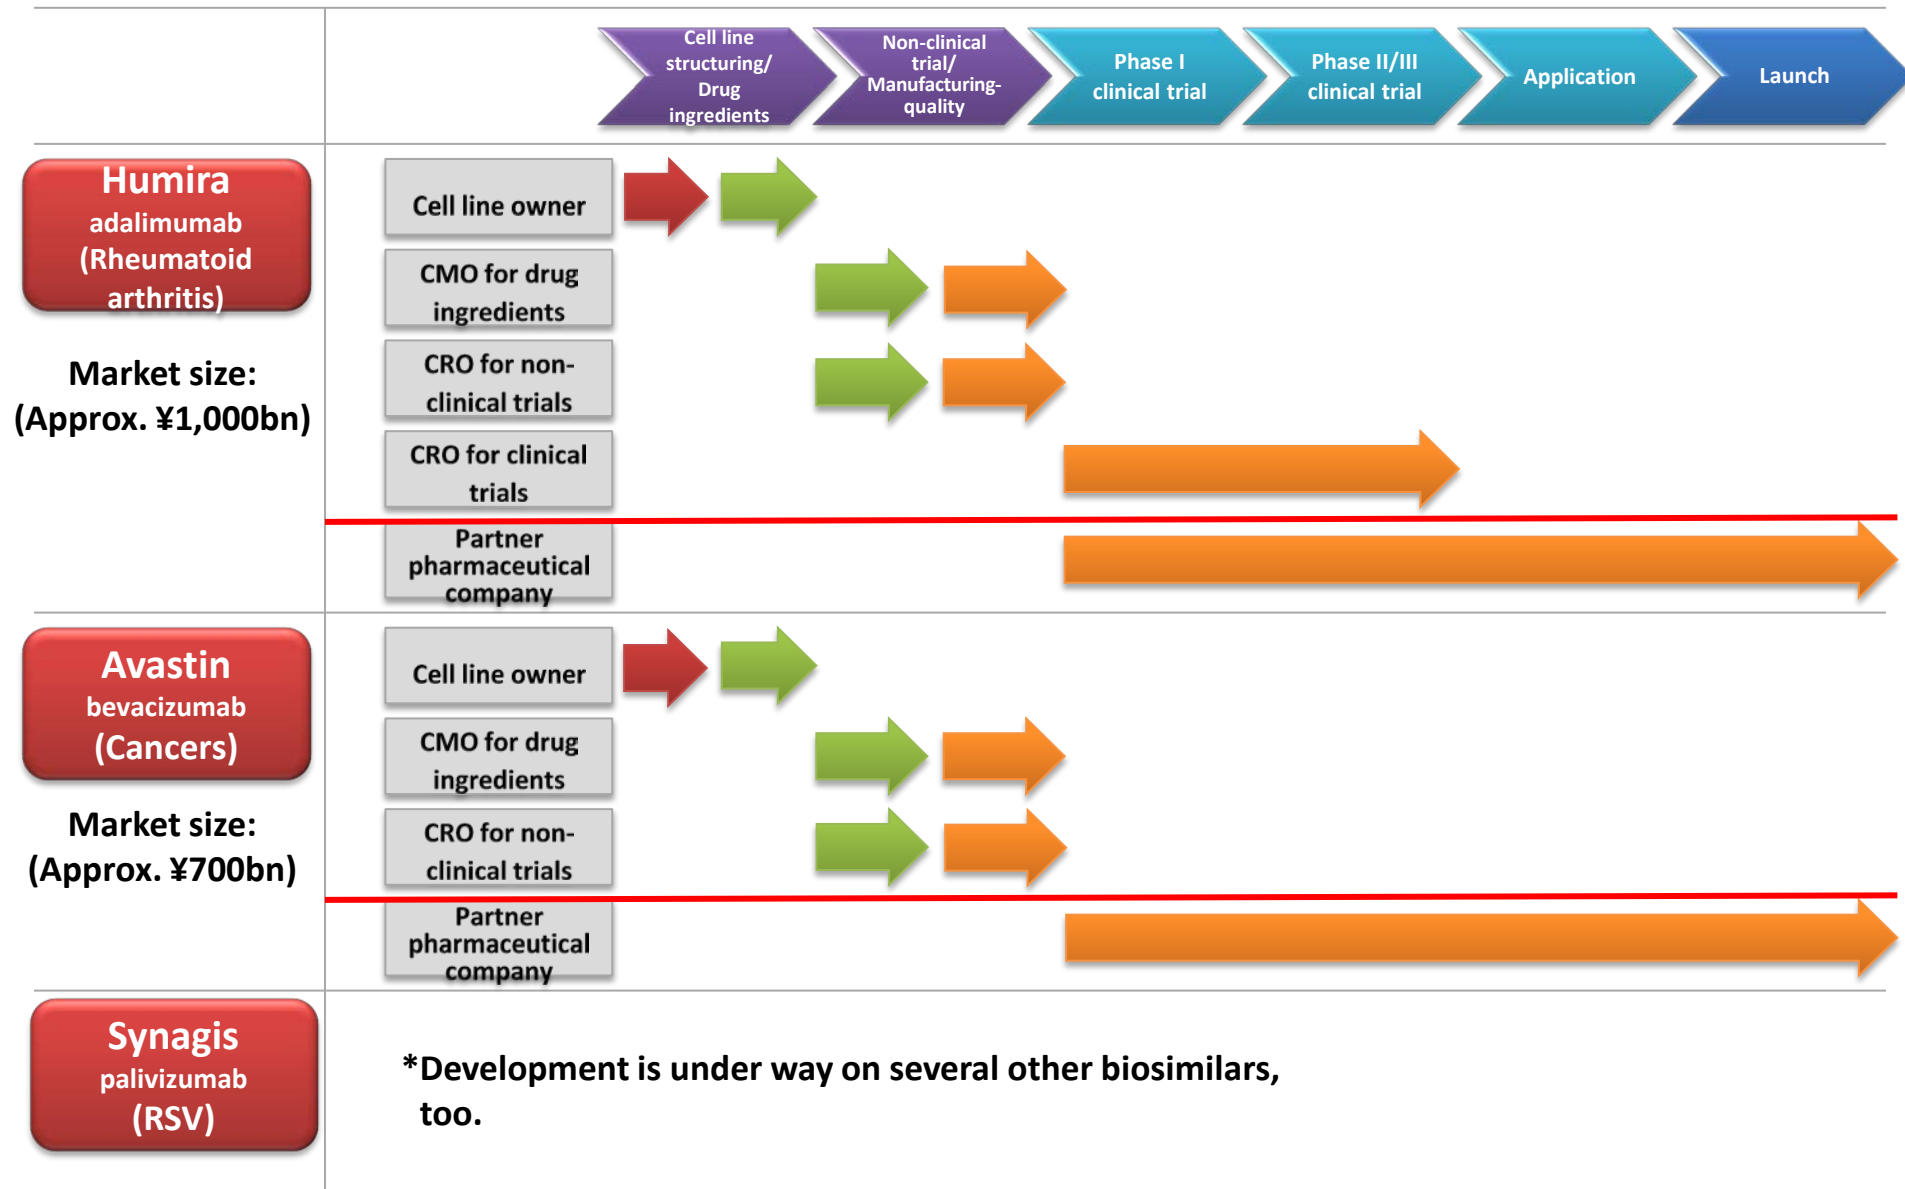 Cell line
structuring/
Drug
ingredients
Non-clinical
trial/
Manufacturing-
quality
Phase I
clinical trial
Phase II/III
clinical trial
Application
Launch
Humira
adalimumab
(Rheumatoid
arthritis)
Market size:
(Approx. ¥1,000bn)
Cell line owner
CMO for drug
ingredients
CRO for non-
clinical trials
CRO for clinical
trials
Partner
pharmaceutical
company
Avastin
bevacizumab
(Cancers)
Market size:
(Approx. ¥700bn)
Cell line owner
CMO for drug
ingredients
CRO for non-
clinical trials
Partner
pharmaceutical
company
Synagis
palivizumab
(RSV)
*Development is under way on several other biosimilars,
too.